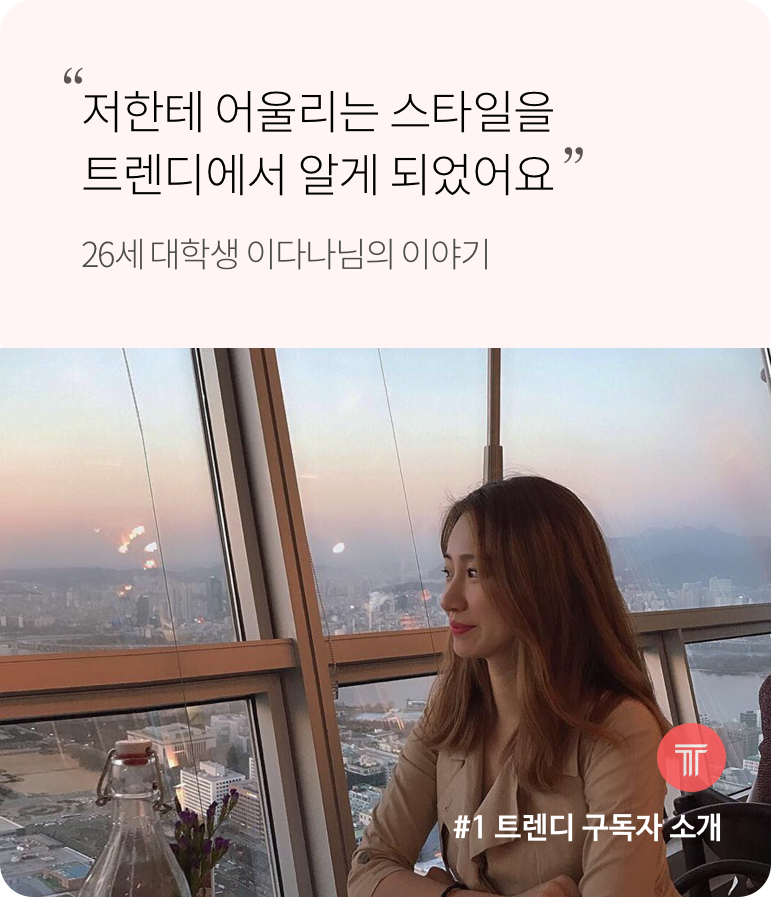 “저한테 어울리는 스타일을
트렌디에서 알게 되었어요”
26세 대학생 이다나님의 이야기
#1 트렌디 구독자 소개